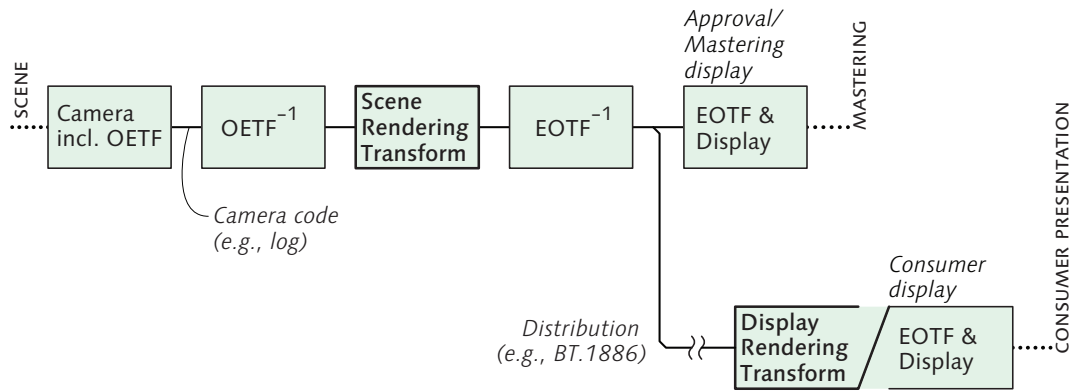 SCENE
Camera
incl. OETF
OETF⁻¹
Scene
Rendering
Transform
EOTF⁻¹
Approval/
Mastering
display
EOTF &
Display
MASTERING
Camera code
(e.g., log)
Distribution
(e.g., BT.1886)
Display
Rendering
Transform
Consumer
display
EOTF &
Display
CONSUMER PRESENTATION